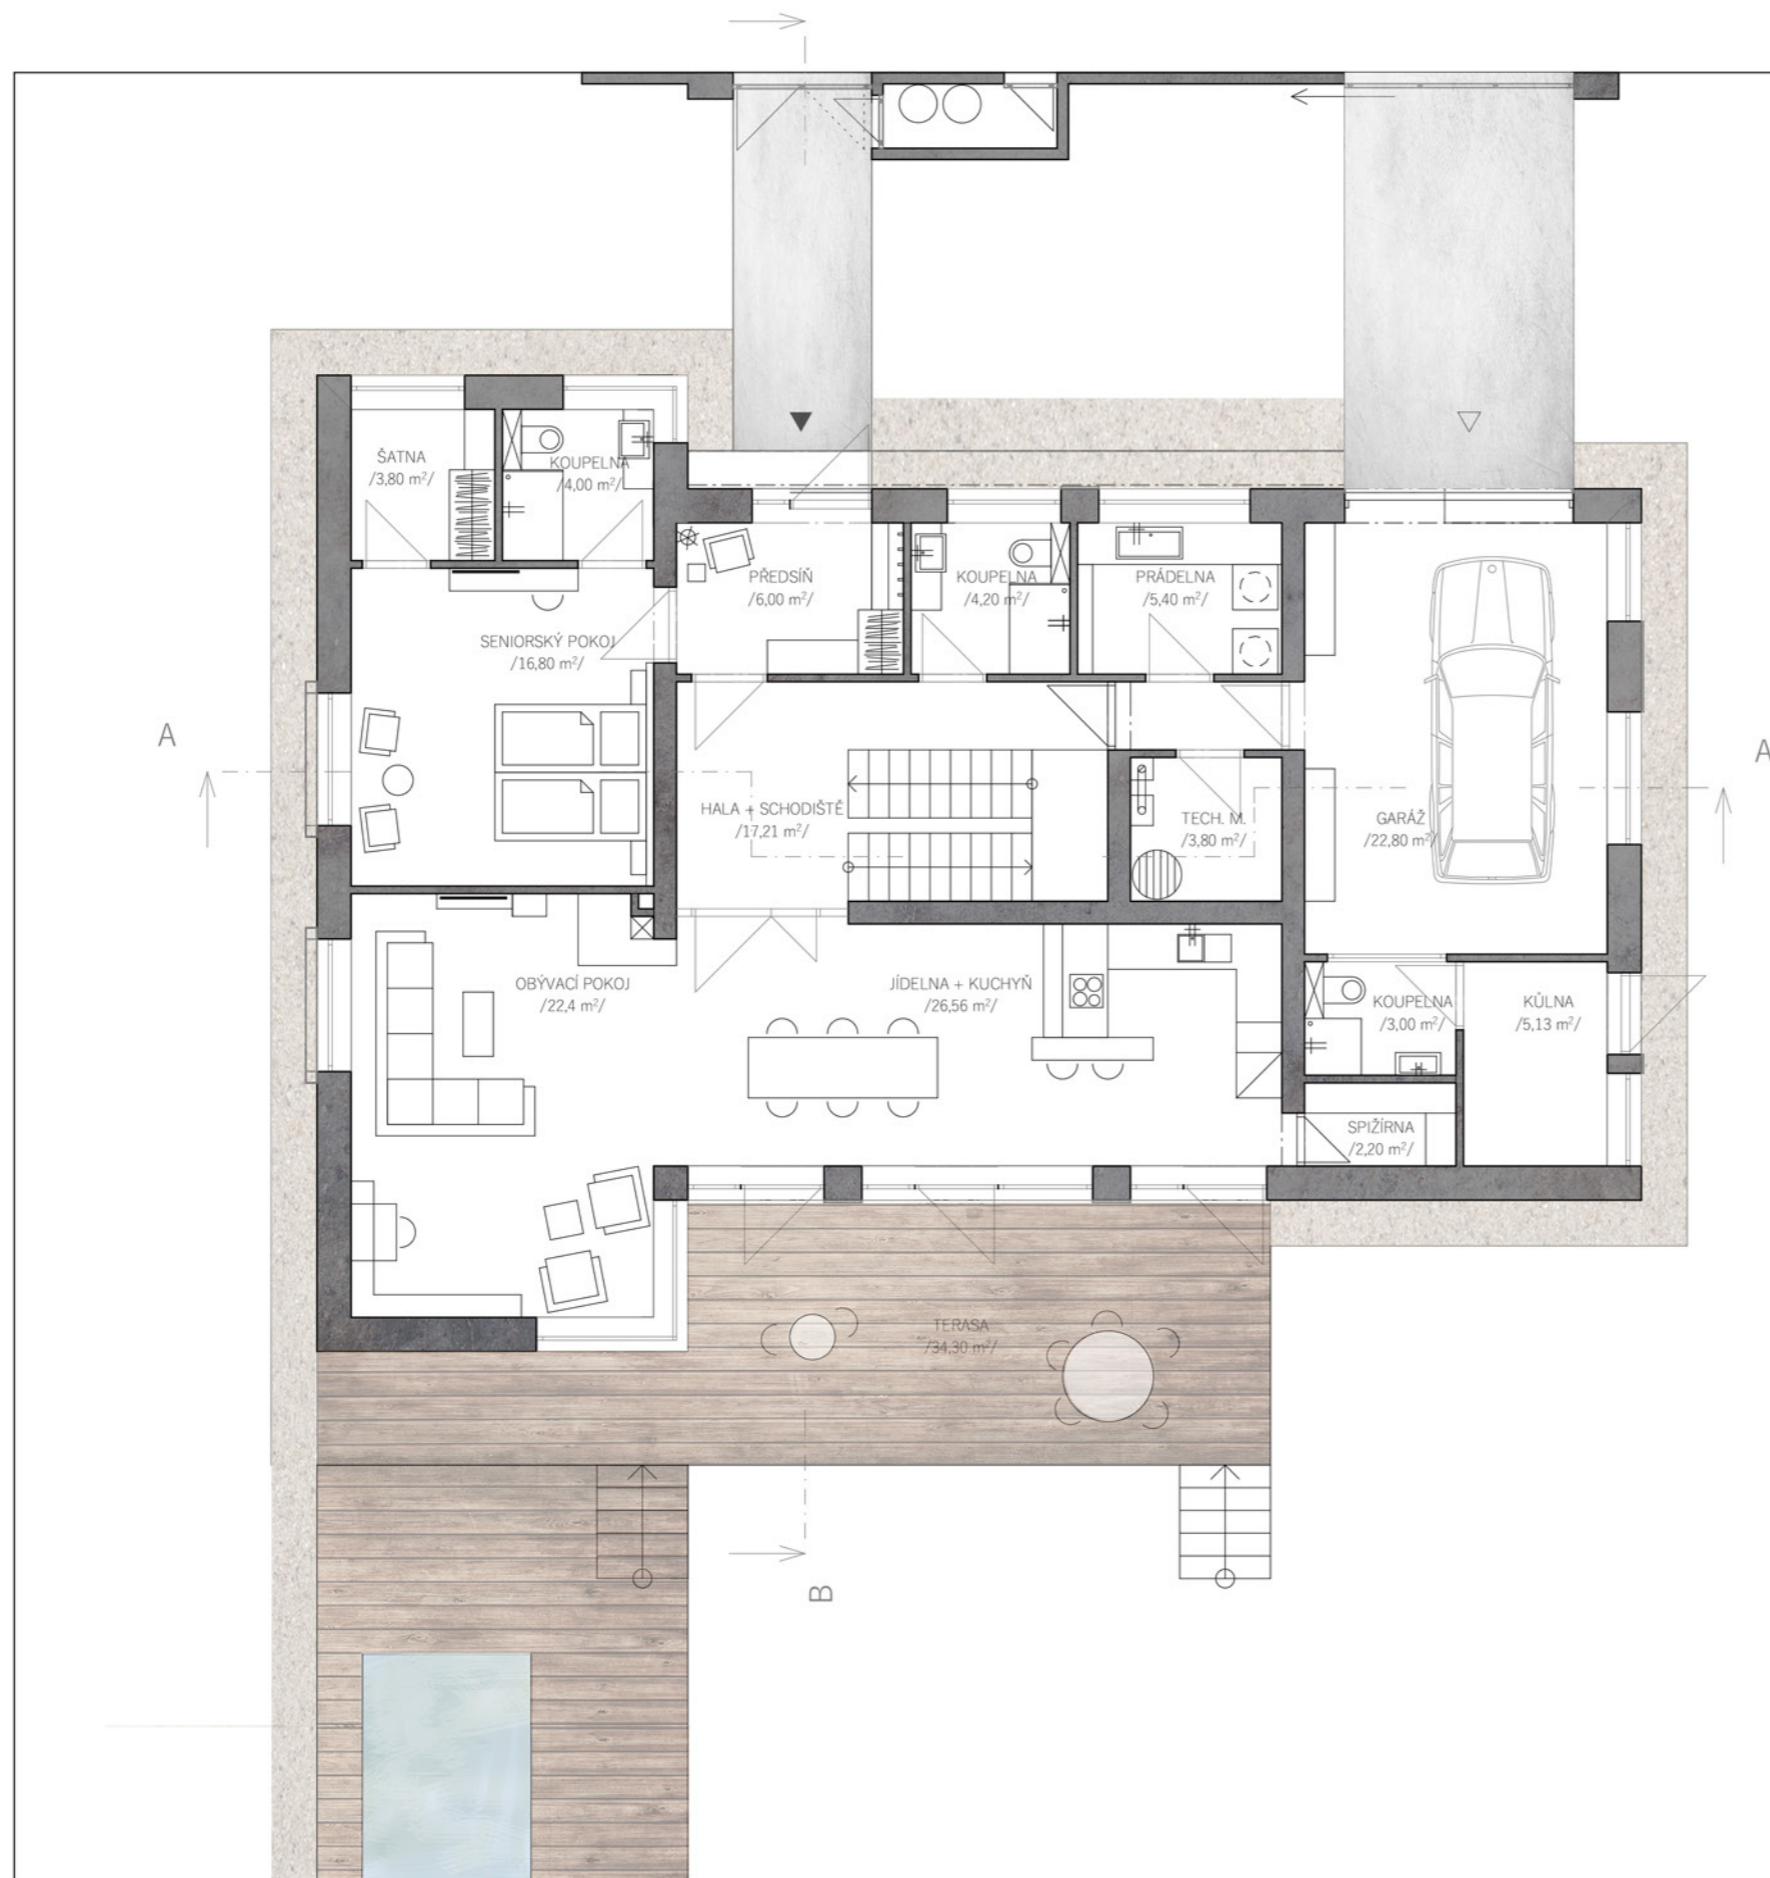 ŠATNA
/3,80 m²/
KOUPELNA
/4,00 m²/
PŘEDSÍŇ
/6,00 m²/
KOUPELNA
/4,20 m²/
PRÁDELNA
/5,40 m²/
SENIORSKÝ POKOJ
/16,80 m²/
A
A
HALA + SCHODIŠTĚ
/17,21 m²/
TECH. M.
/3,80 m²/
GARÁŽ
/22,80 m²/
OBÝVACÍ POKOJ
/22,4 m²/
JÍDELNA + KUCHYŇ
/26,56 m²/
KOUPELNA
/3,00 m²/
KŮLNA
/5,13 m²/
SPIŽÍRNA
/2,20 m²/
TERASA
/34,30 m²/
B